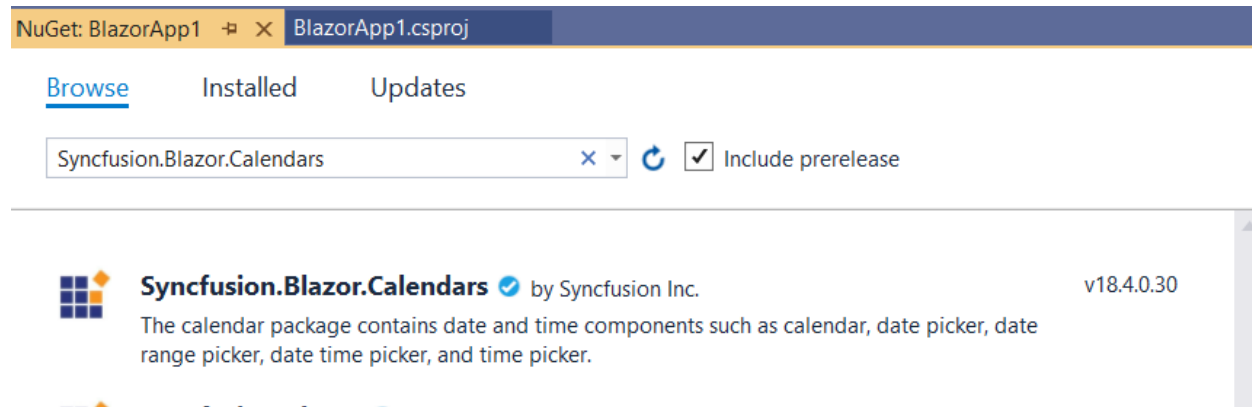 NuGet: BlazorApp1
BlazorApp1.csproj
Browse Installed Updates
Syncfusion.Blazor.Calendars
Include prerelease
Syncfusion.Blazor.Calendars by Syncfusion Inc. v18.4.0.30
The calendar package contains date and time components such as calendar, date picker, date
range picker, date time picker, and time picker.